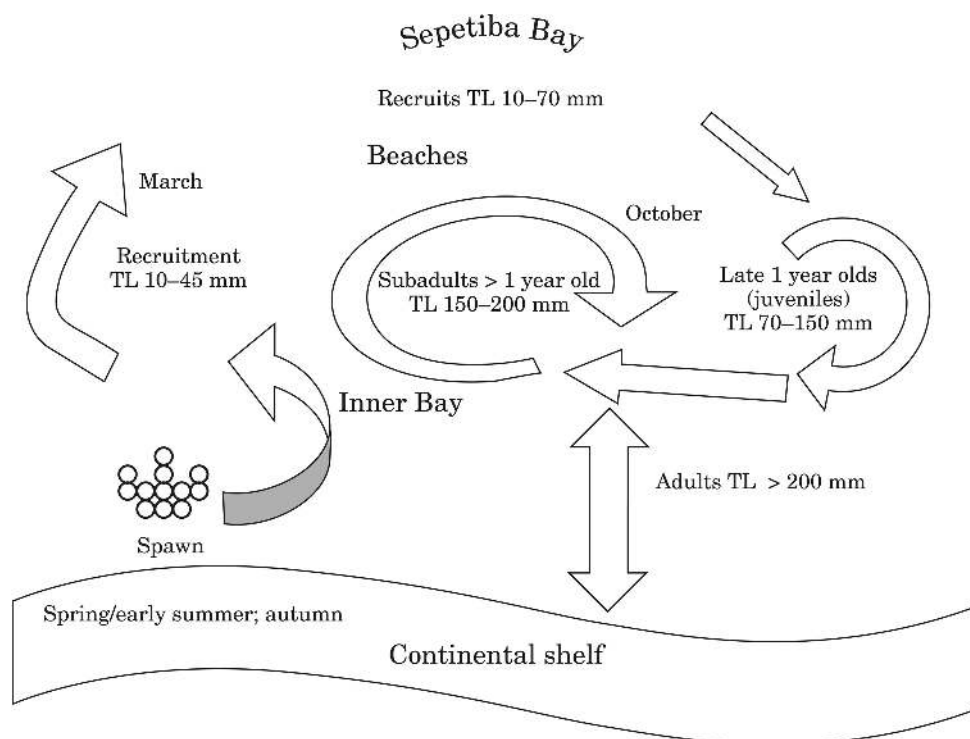 Sepetiba Bay
Recruits TL 10–70 mm
Beaches
March
October
Recruitment
TL 10–45 mm
Subadults > 1 year old
TL 150–200 mm
Late 1 year olds
(juveniles)
TL 70–150 mm
Inner Bay
Adults TL > 200 mm
Spawn
Spring/early summer; autumn
Continental shelf